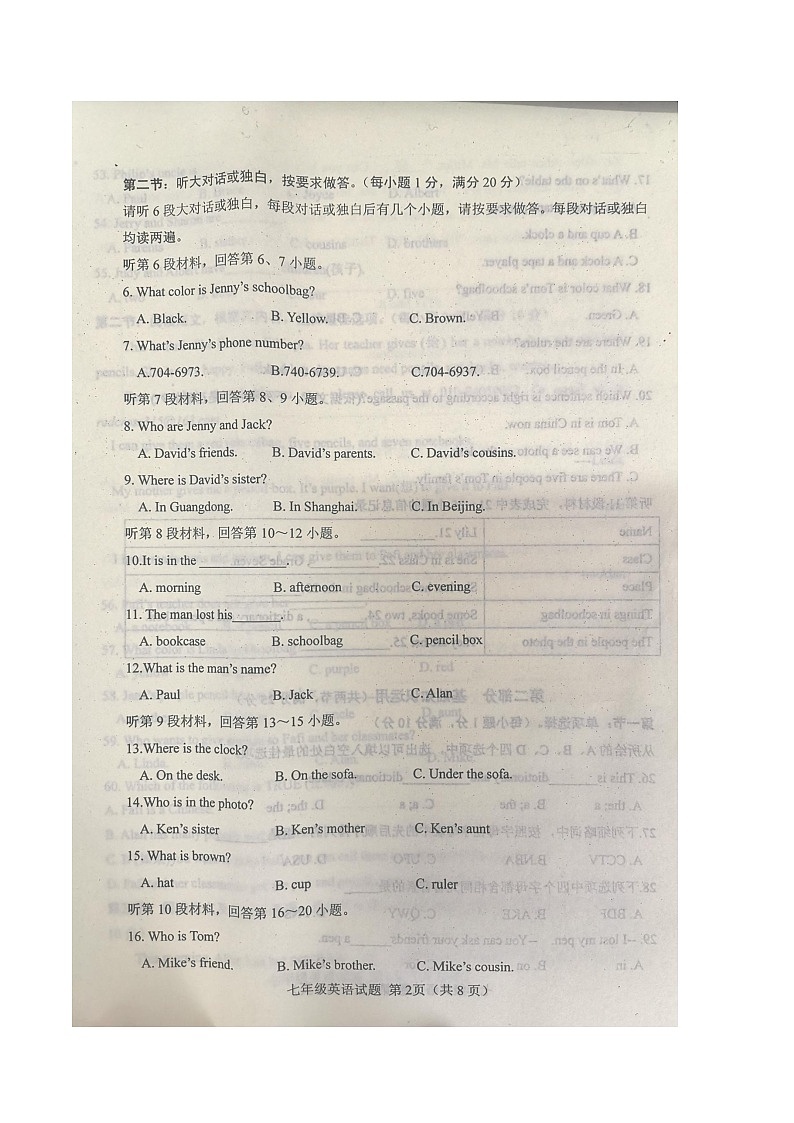 第二节：听大对话或独白，按要求做答。（每小题 1 分，满分 20 分）
请听 6 段大对话或独白，每段对话或独白后有几个小题，请按要求做答。每段对话或独白
均读两遍。
听第 6 段材料，回答第 6、7 小题。
6. What color is Jenny's schoolbag?
A. Black. B. Yellow. C. Brown.
7. What's Jenny's phone number?
A.704-6973. B.740-6739. C.704-6937.
听第 7 段材料，回答第 8、9 小题。
8. Who are Jenny and Jack?
A. David's friends. B. David's parents. C. David's cousins.
9. Where is David's sister?
A. In Guangdong. B. In Shanghai. C. In Beijing.
听第 8 段材料，回答第 10～12 小题。
10.It is in the ____________.
A. morning B. afternoon C. evening
11. The man lost his_______.
A. bookcase B. schoolbag C. pencil box
12.What is the man's name?
A. Paul B. Jack C. Alan
听第 9 段材料，回答第 13～15 小题。
13.Where is the clock?
A. On the desk. B. On the sofa. C. Under the sofa.
14.Who is in the photo?
A. Ken's sister B. Ken's mother C. Ken's aunt
15. What is brown?
A. hat B. cup C. ruler
听第 10 段材料，回答第 16～20 小题。
16. Who is Tom?
A. Mike's friend. B. Mike's brother. C. Mike's cousin.
七年级英语试题 第 2页（共 8 页）